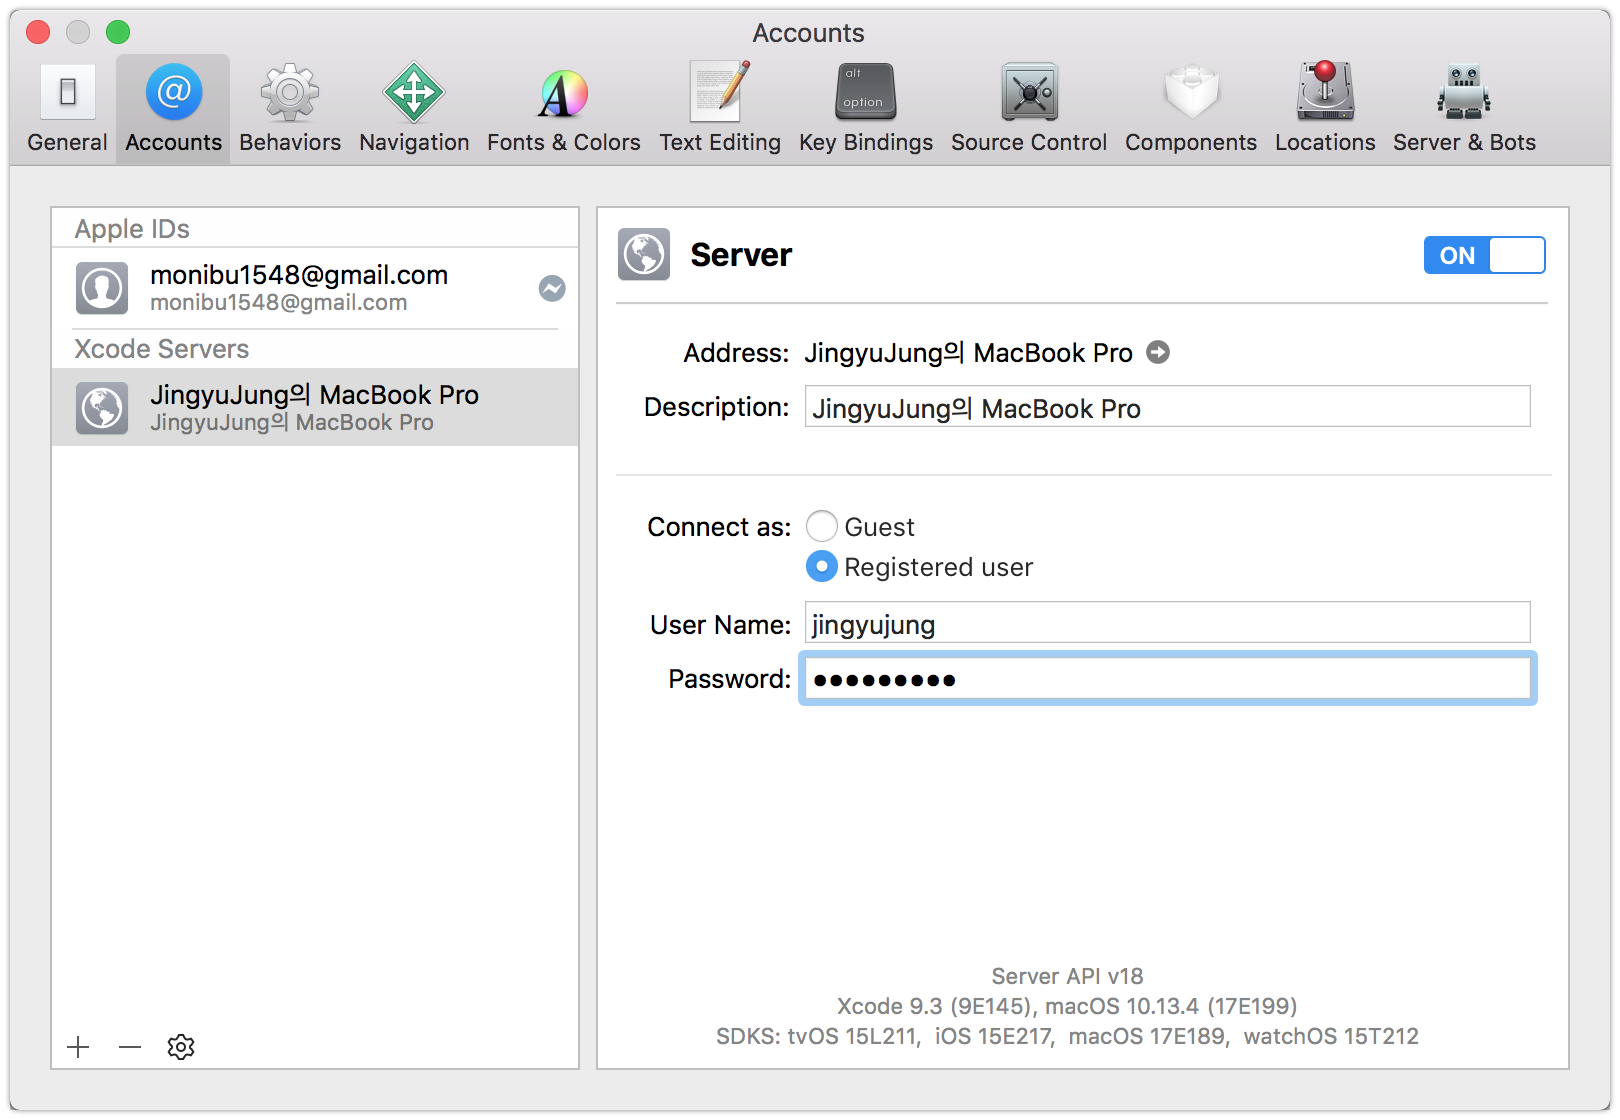 Accounts
General Accounts Behaviors Navigation Fonts & Colors Text Editing alt option Key Bindings Source Control Components Locations Server & Bots
Apple IDs
monibu1548@gmail.com
monibu1548@gmail.com
Xcode Servers
JingyuJung의 MacBook Pro
JingyuJung의 MacBook Pro
Server ON
Address: JingyuJung의 MacBook Pro
Description: JingyuJung의 MacBook Pro
Connect as: Guest
Registered user
User Name: jingyujung
Password: •••••••••
Server API v18
Xcode 9.3 (9E145), macOS 10.13.4 (17E199)
SDKS: tvOS 15L211, iOS 15E217, macOS 17E189, watchOS 15T212